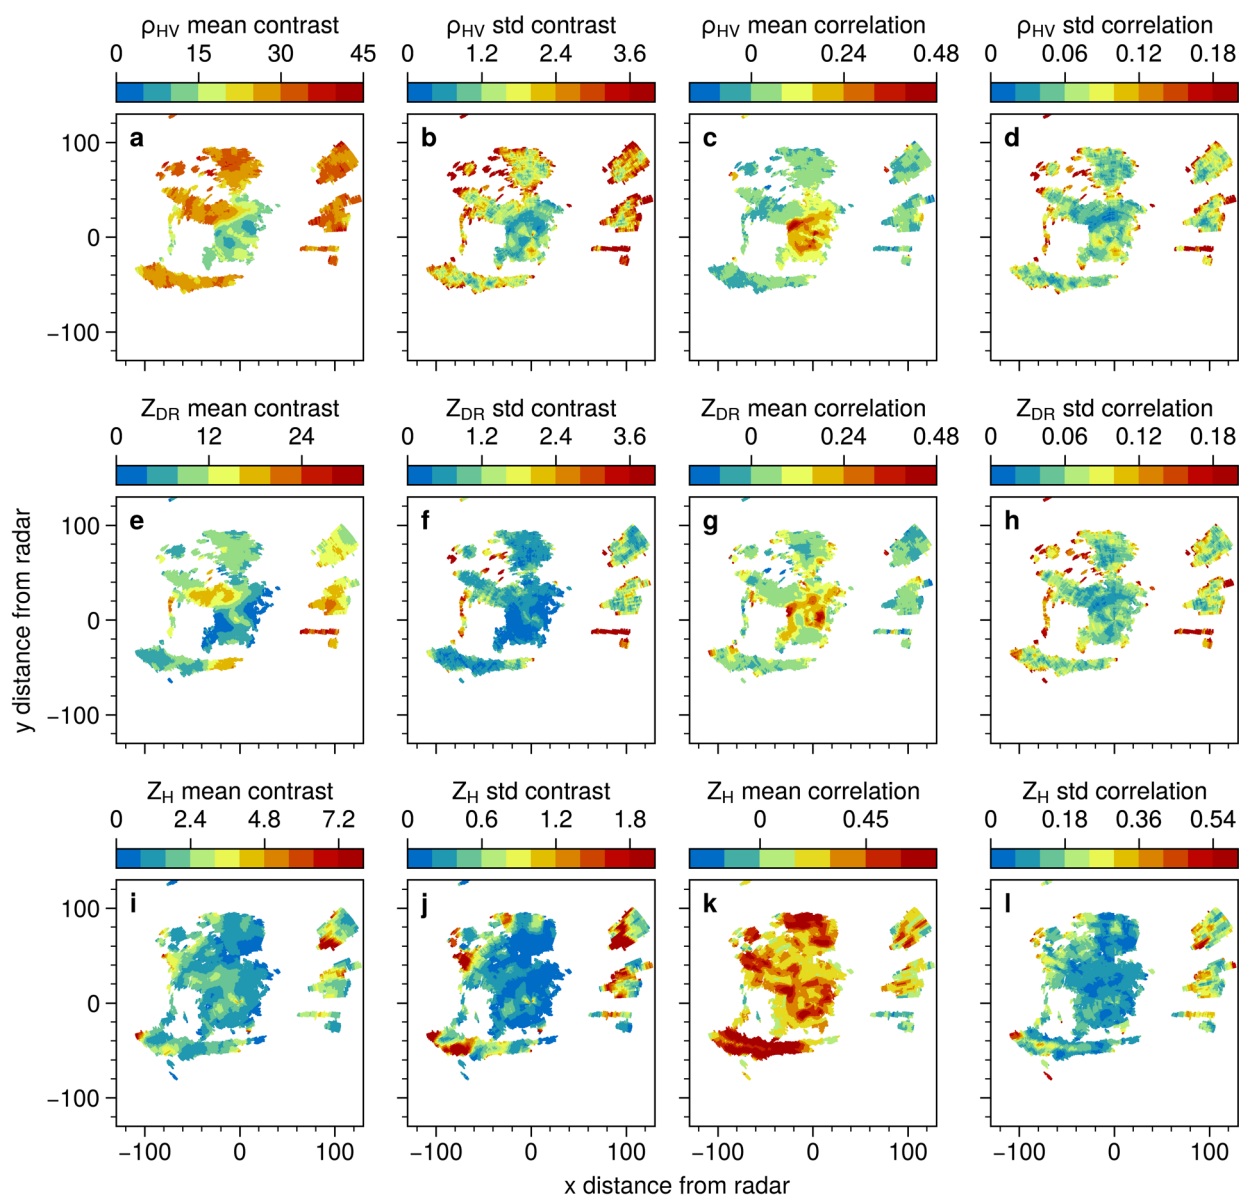 ρHV mean contrast ρHV std contrast ρHV mean correlation ρHV std correlation
0 15 30 45 0 1.2 2.4 3.6 0 0.24 0.48 0 0.06 0.12 0.18
a b c d
100
0
−100
ZDR mean contrast ZDR std contrast ZDR mean correlation ZDR std correlation
0 12 24 0 1.2 2.4 3.6 0 0.24 0.48 0 0.06 0.12 0.18
e f g h
100
0
−100
y distance from radar
ZH mean contrast ZH std contrast ZH mean correlation ZH std correlation
0 2.4 4.8 7.2 0 0.6 1.2 1.8 0 0.45 0 0.18 0.36 0.54
i j k l
100
0
−100
−100 0 100 −100 0 100 −100 0 100 −100 0 100
x distance from radar